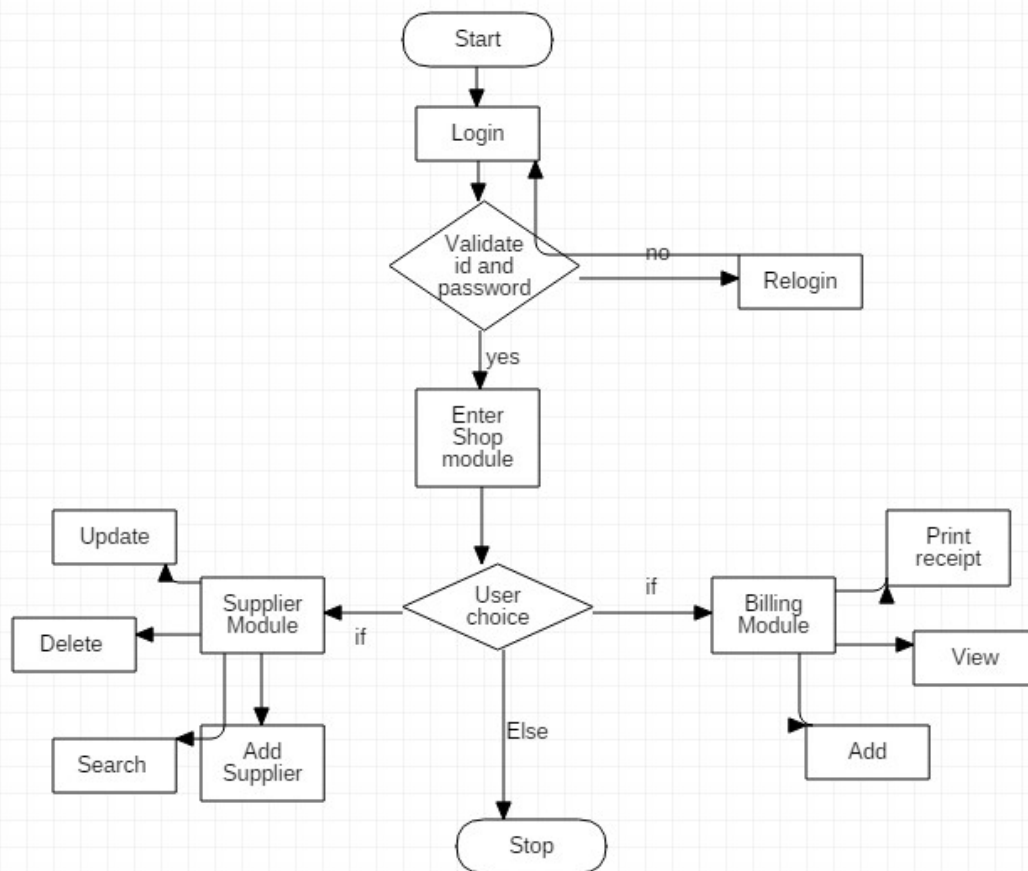 Start
Login
Validate
id and
password
no
Relogin
yes
Enter
Shop
module
Update
Print
receipt
Supplier
Module
User
choice
if
if
Billing
Module
Delete
View
Search
Add
Supplier
Else
Add
Stop